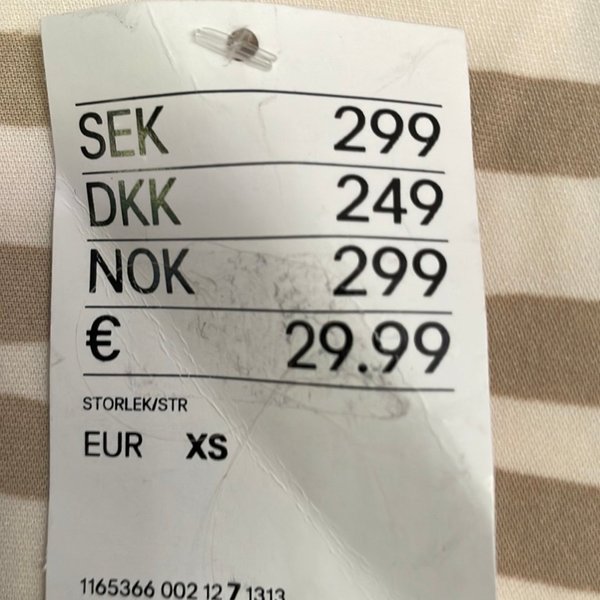 SEK 299
DKK 249
NOK 299
€ 29.99
STORLEK/STR
EUR XS
1165366 002 12 7 1313